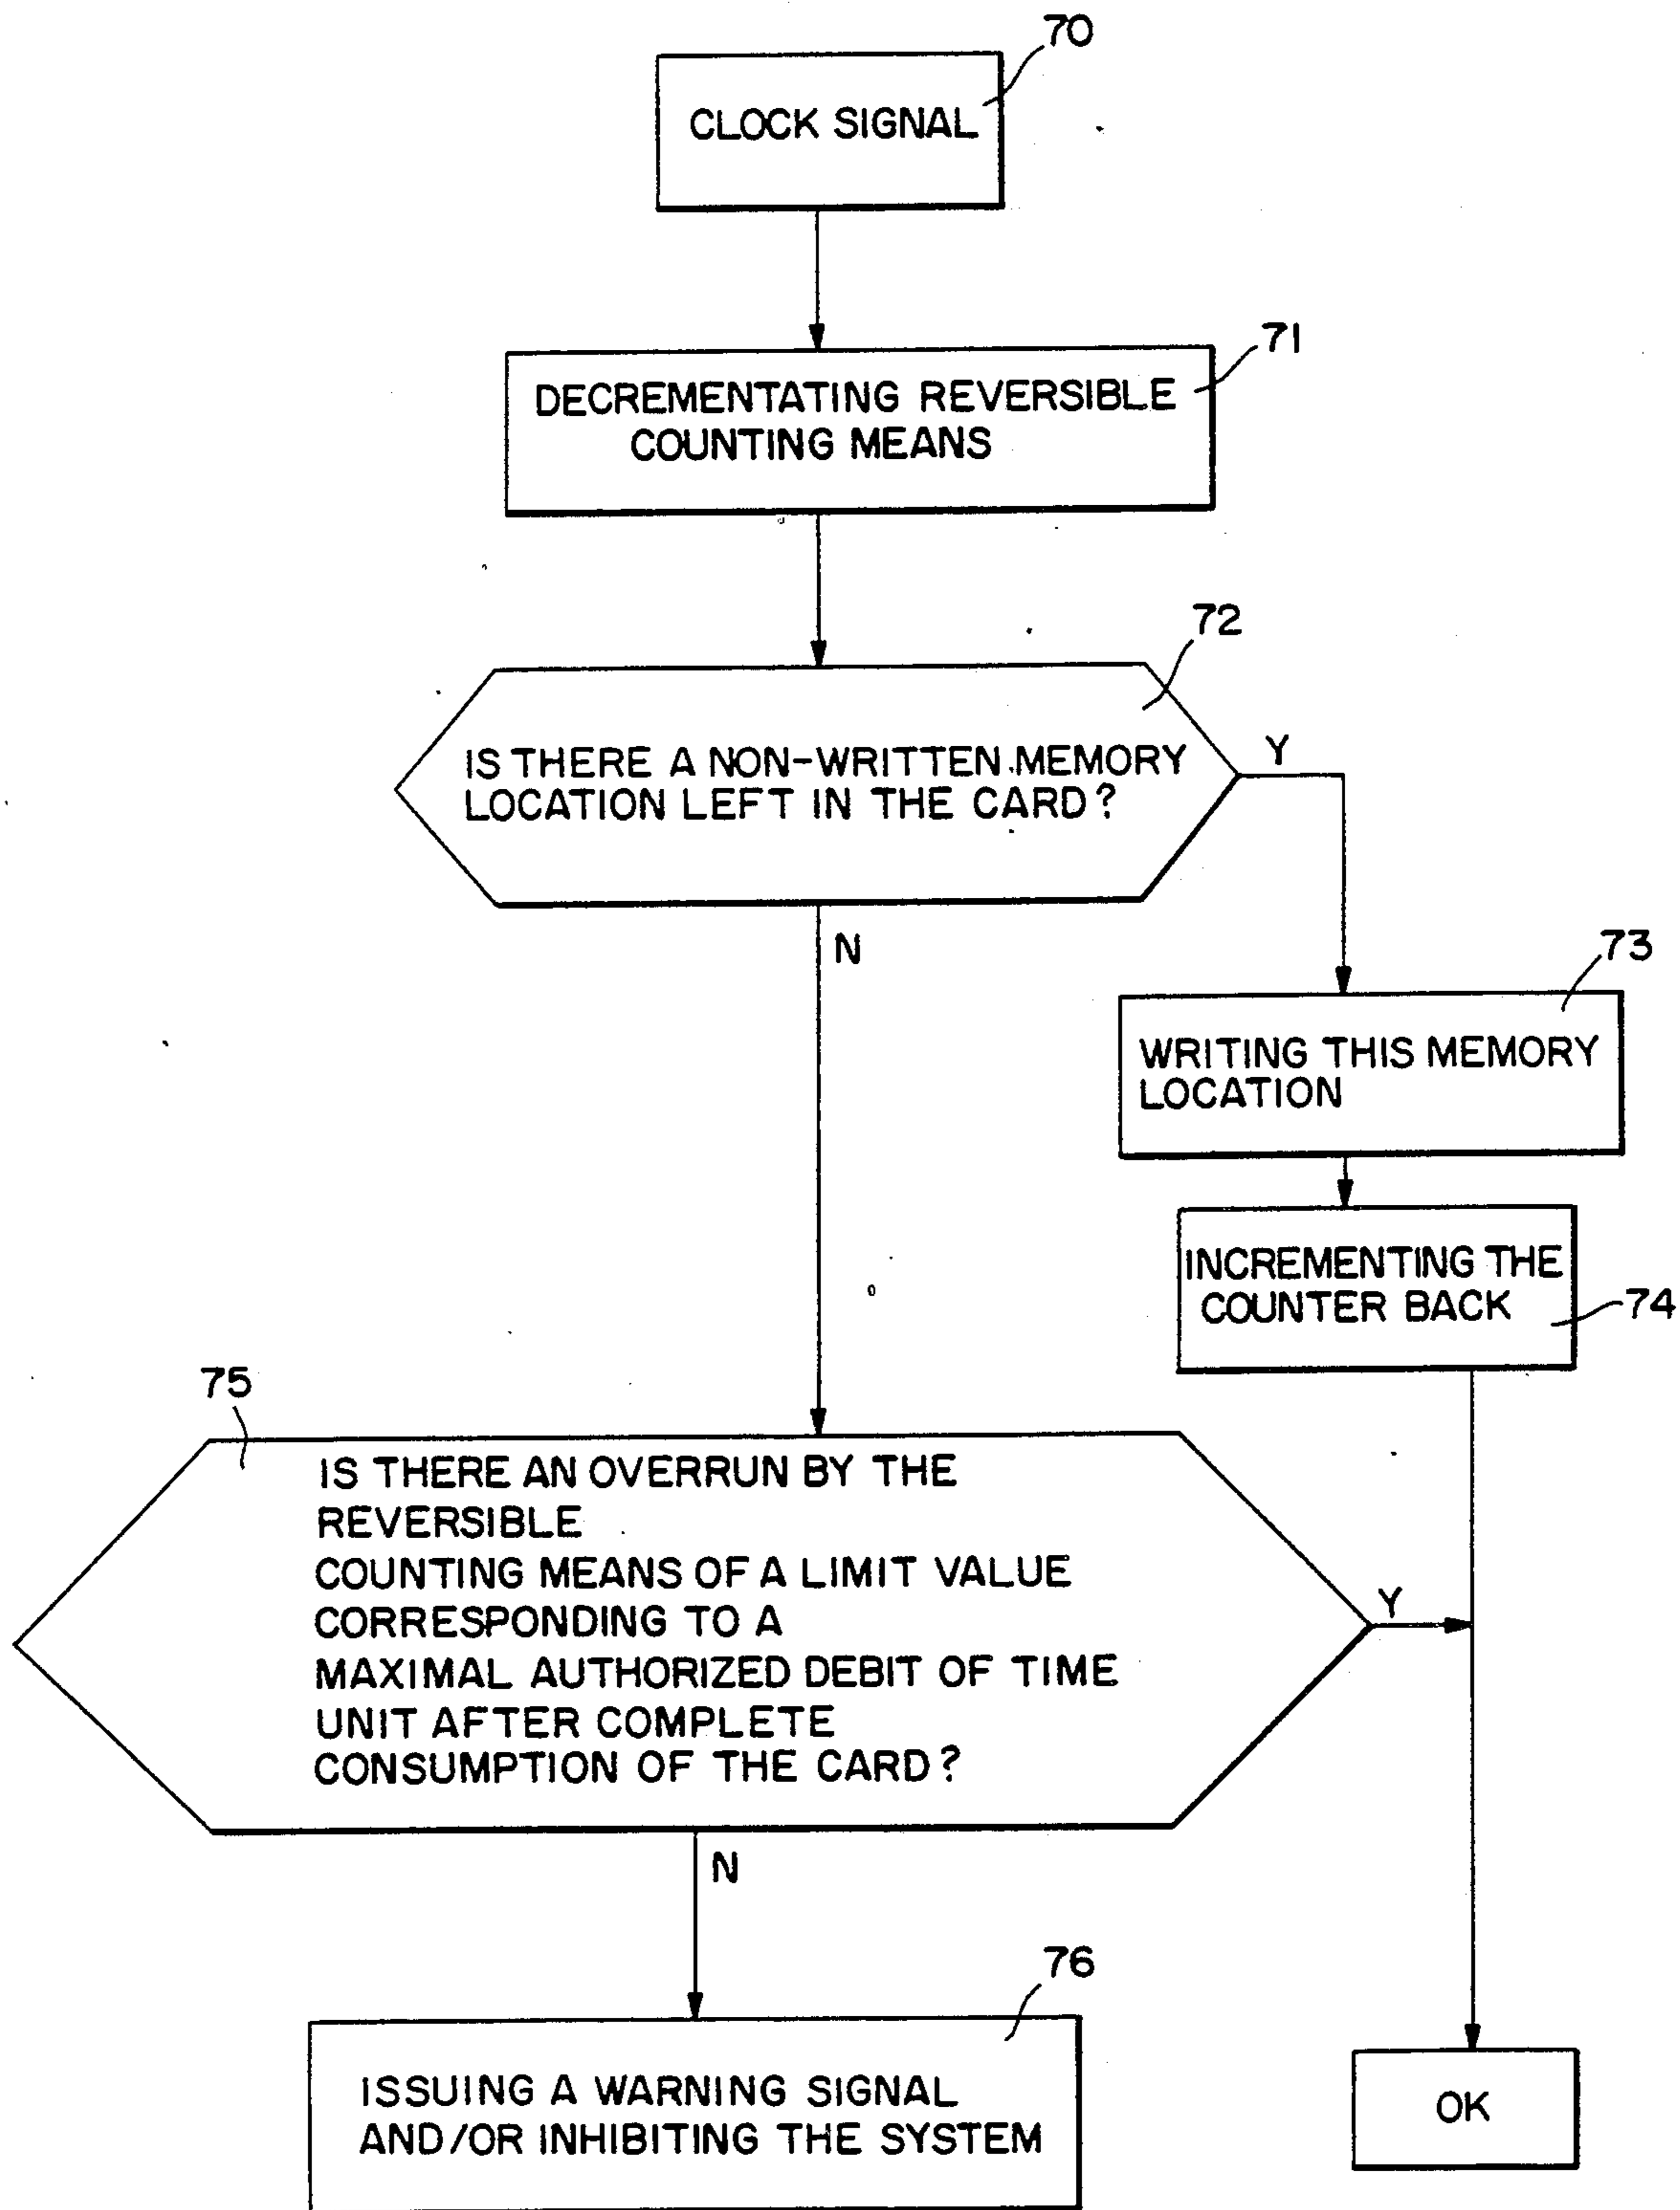 70
CLOCK SIGNAL
71
DECREMENTATING REVERSIBLE
COUNTING MEANS
72
IS THERE A NON-WRITTEN MEMORY
LOCATION LEFT IN THE CARD?
Y
N
73
WRITING THIS MEMORY
LOCATION
INCREMENTING THE
COUNTER BACK
74
75
IS THERE AN OVERRUN BY THE
REVERSIBLE
COUNTING MEANS OF A LIMIT VALUE
CORRESPONDING TO A
MAXIMAL AUTHORIZED DEBIT OF TIME
UNIT AFTER COMPLETE
CONSUMPTION OF THE CARD?
Y
N
76
ISSUING A WARNING SIGNAL
AND/OR INHIBITING THE SYSTEM
OK